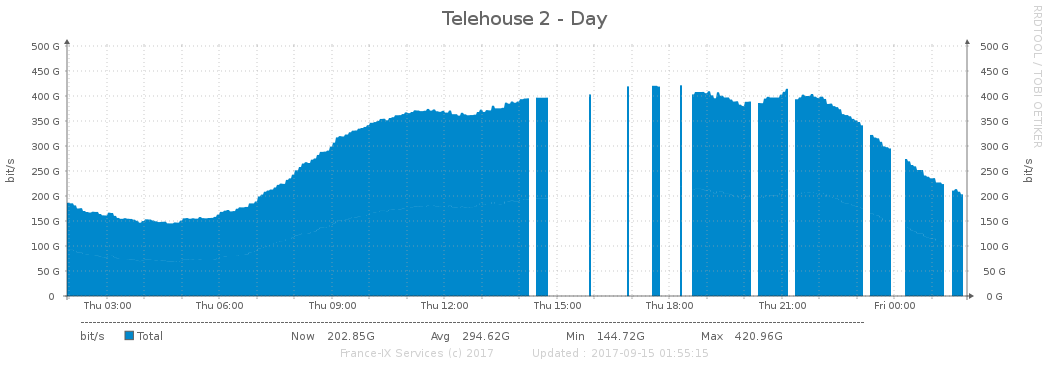 Telehouse 2 - Day
RRDTOOL / TOBI OETIKER
500 G 500 G
450 G 450 G
400 G 400 G
350 G 350 G
300 G 300 G
250 G 250 G
200 G 200 G
150 G 150 G
100 G 100 G
50 G 50 G
0 0 G
bit/s bit/s
Thu 03:00 Thu 06:00 Thu 09:00 Thu 12:00 Thu 15:00 Thu 18:00 Thu 21:00 Fri 00:00
bit/s Total Now 202.85G Avg 294.62G Min 144.72G Max 420.96G
France-IX Services (c) 2017 Updated : 2017-09-15 01:55:15